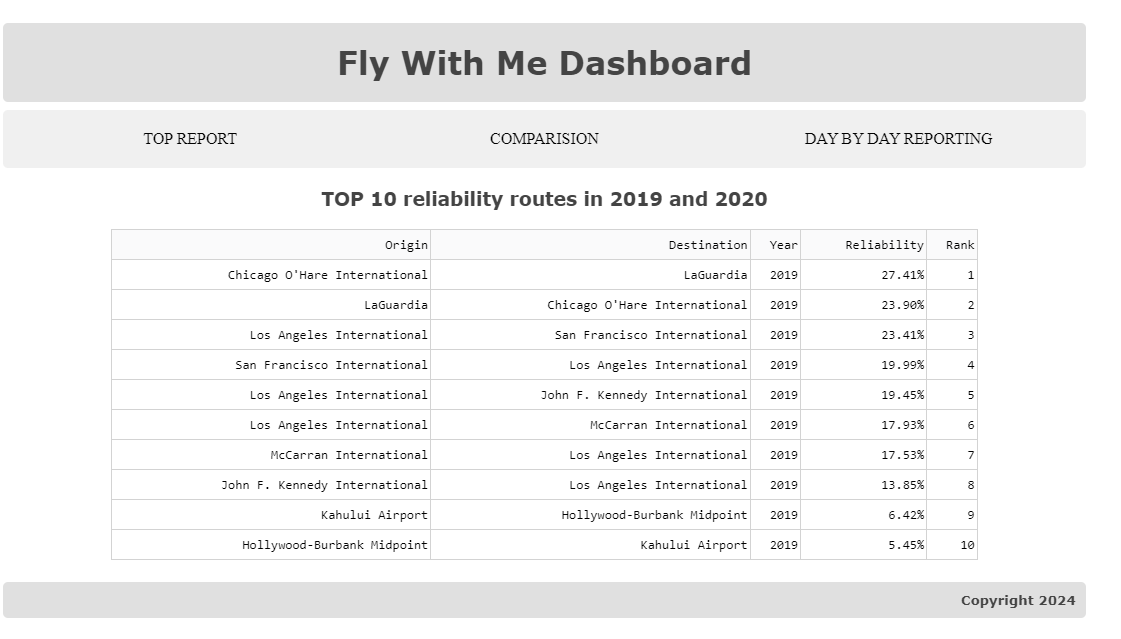 Fly With Me Dashboard
TOP REPORT COMPARISION DAY BY DAY REPORTING
TOP 10 reliability routes in 2019 and 2020
Origin Destination Year Reliability Rank
Chicago O'Hare International LaGuardia 2019 27.41% 1
LaGuardia Chicago O'Hare International 2019 23.90% 2
Los Angeles International San Francisco International 2019 23.41% 3
San Francisco International Los Angeles International 2019 19.99% 4
Los Angeles International John F. Kennedy International 2019 19.45% 5
Los Angeles International McCarran International 2019 17.93% 6
McCarran International Los Angeles International 2019 17.53% 7
John F. Kennedy International Los Angeles International 2019 13.85% 8
Kahului Airport Hollywood-Burbank Midpoint 2019 6.42% 9
Hollywood-Burbank Midpoint Kahului Airport 2019 5.45% 10
Copyright 2024